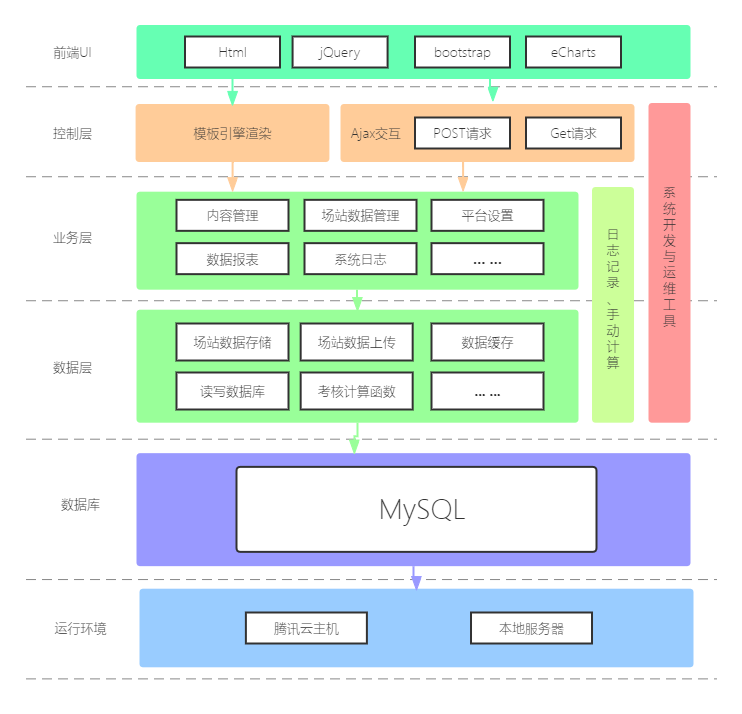 前端UI
Html
jQuery
bootstrap
eCharts
控制层
模板引擎渲染
Ajax交互
POST请求
Get请求
业务层
内容管理
场站数据管理
平台设置
数据报表
系统日志
... ...
数据层
场站数据存储
场站数据上传
数据缓存
读写数据库
考核计算函数
... ...
日志记录、手动计算
系统开发与运维工具
数据库
MySQL
运行环境
腾讯云主机
本地服务器